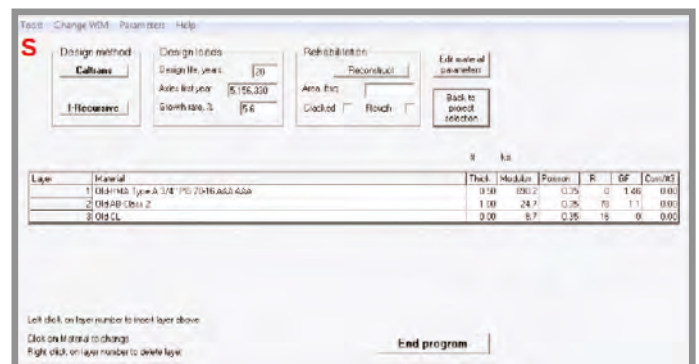 Tools Change WIM Parameters Help
S
Design method
Caltrans
I-Recursive
Design loads
Design life, years 20
Axles first year 5,156,330
Growth rate, % 5.6
Rehabilitation
Reconstruct
Area,
Cracked Rough
Edit material parameters
Back to project selection
ft ksi
Layer Material Thick Modulus Poisson R GF Cost/ft3
1 Old HMA Type A 3/4" PG 70-16 AAA AAA 0.50 0.35 0 1.46 0.00
2 Old AB-Class 2 1.00 24.7 0.35 78 1.1 0.00
3 Old CL 0.00 8.7 0.35 16 0 0.00
Left click on layer number to insert layer above
Click on Material to change
Right click on layer number to delete layer
End program